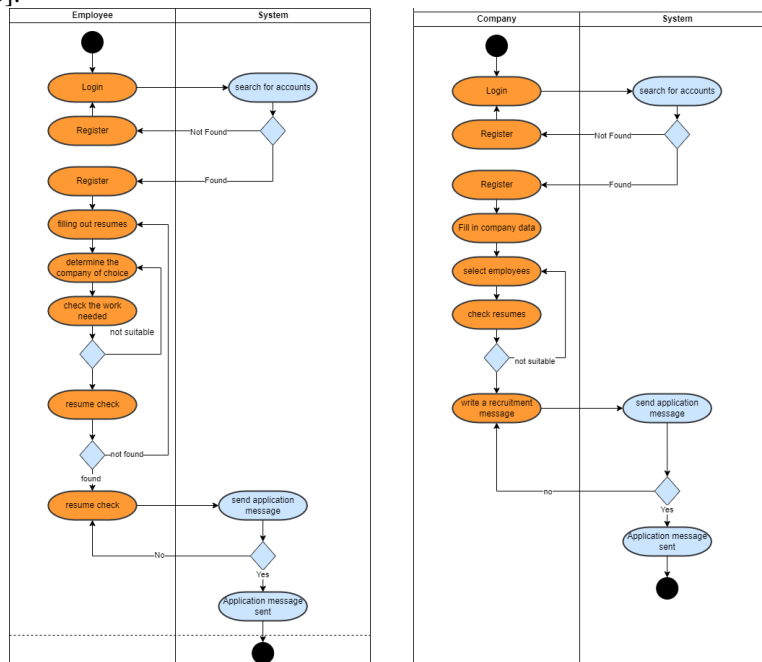 Employee
System
Login
search for accounts
Register
Not Found
Register
Found
filling out resumes
determine the
company of choice
check the work
needed
not suitable
resume check
not found
found
resume check
send application
message
No
Yes
Application message
sent
Company
System
Login
search for accounts
Register
Not Found
Register
Found
Fill in company data
select employees
check resumes
not suitable
write a recruitment
message
send application
message
no
Yes
Application message
sent